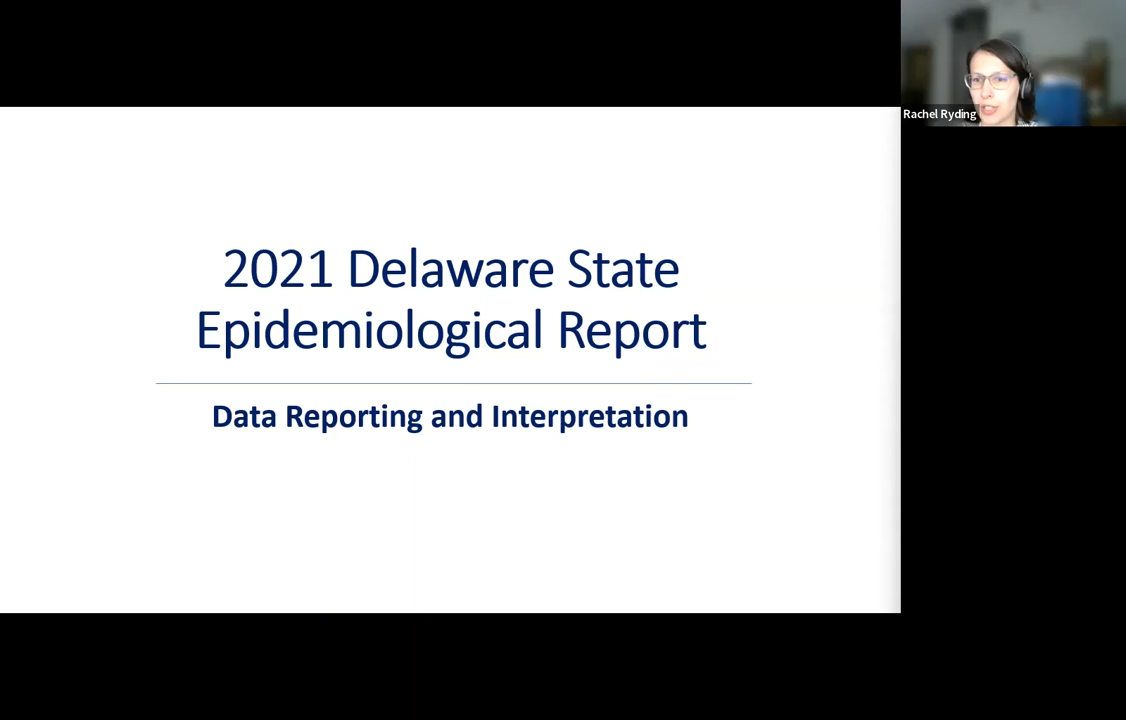 2021 Delaware State
Epidemiological Report
Data Reporting and Interpretation
Rachel Ryding